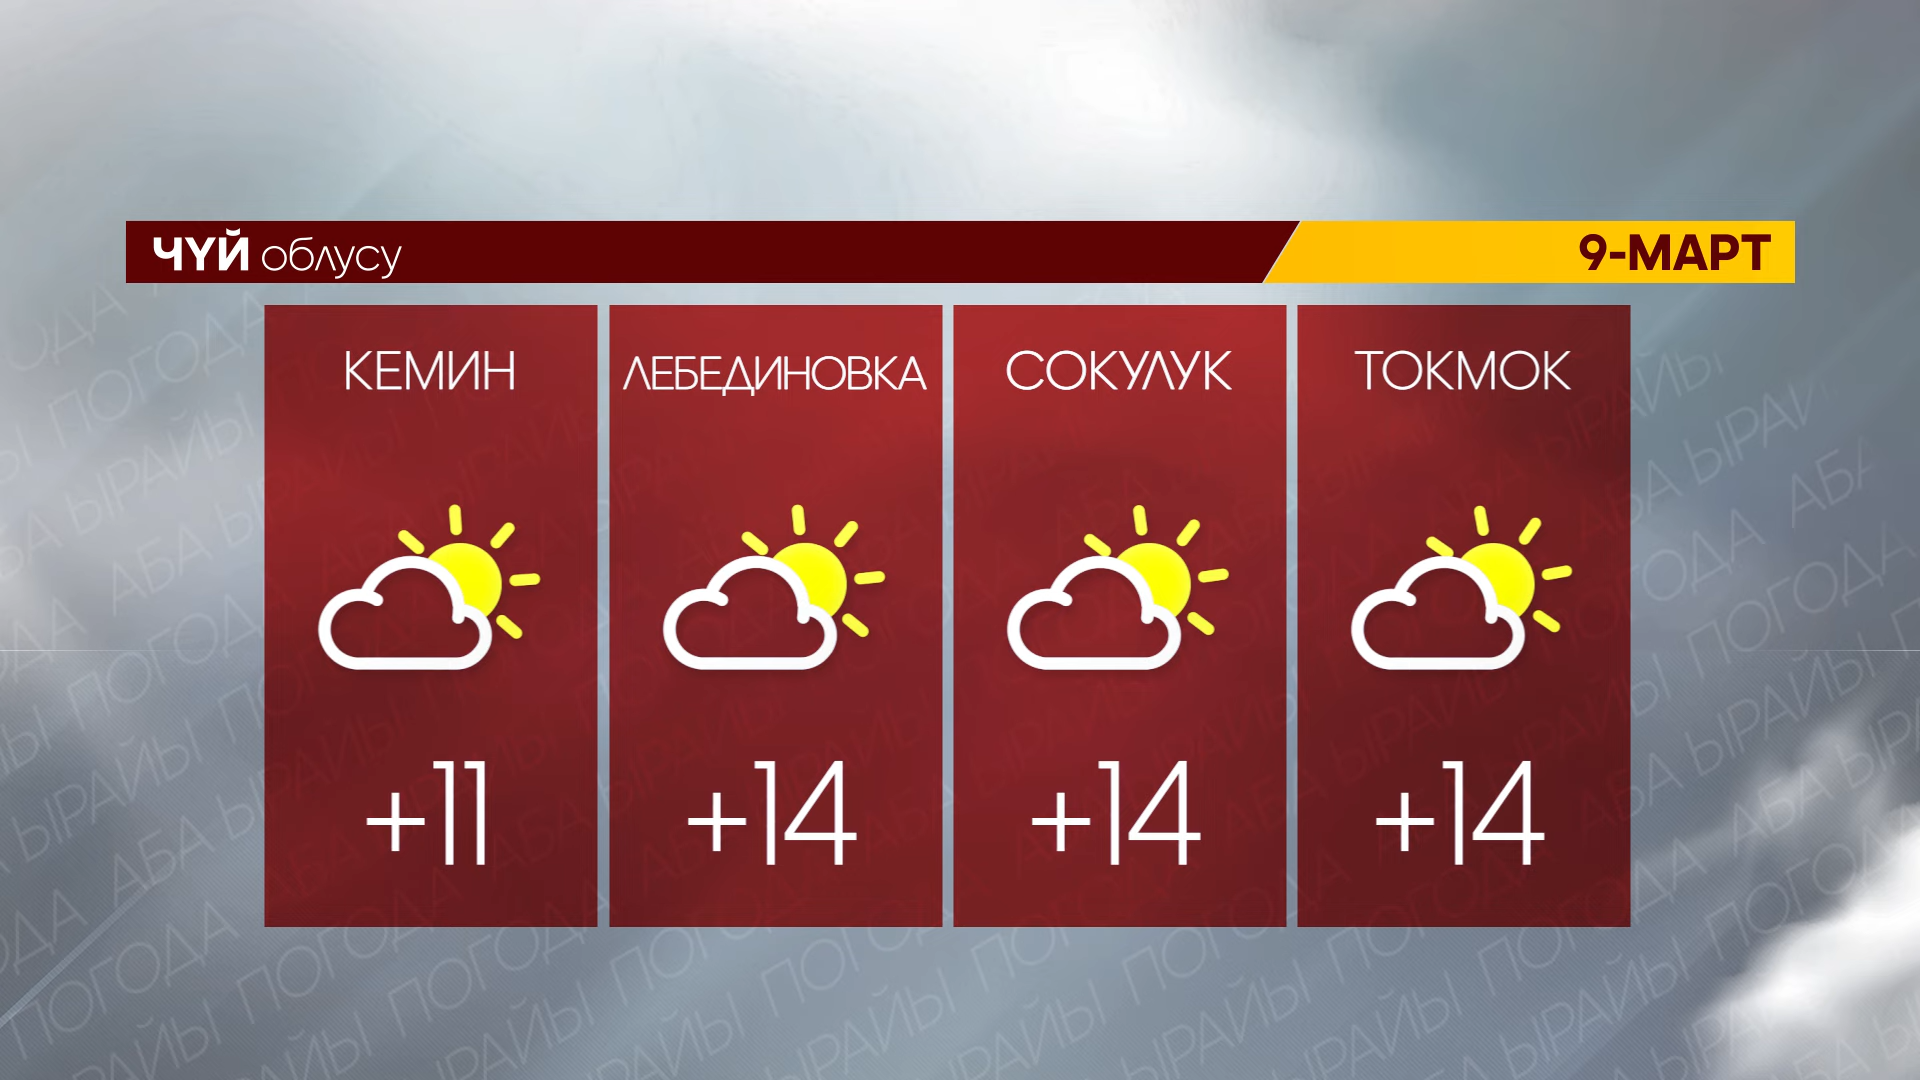 ЧҮЙ облусу
9-МАРТ
КЕМИН
ЛЕБЕДИНОВКА
СОКУЛУК
ТОКМОК
+11
+14
+14
+14